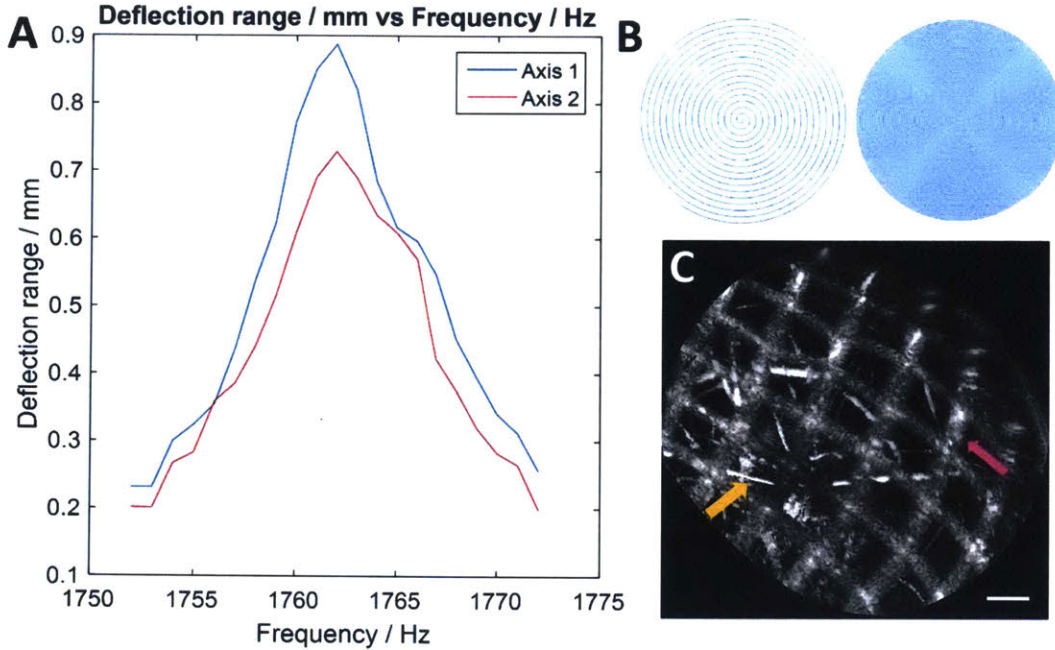 A
Deflection range / mm vs Frequency / Hz
Axis 1
Axis 2
0.9
0.8
0.7
0.6
0.5
0.4
0.3
0.2
0.1
Deflection range / mm
1750
1755
1760
1765
1770
1775
Frequency / Hz
B
C